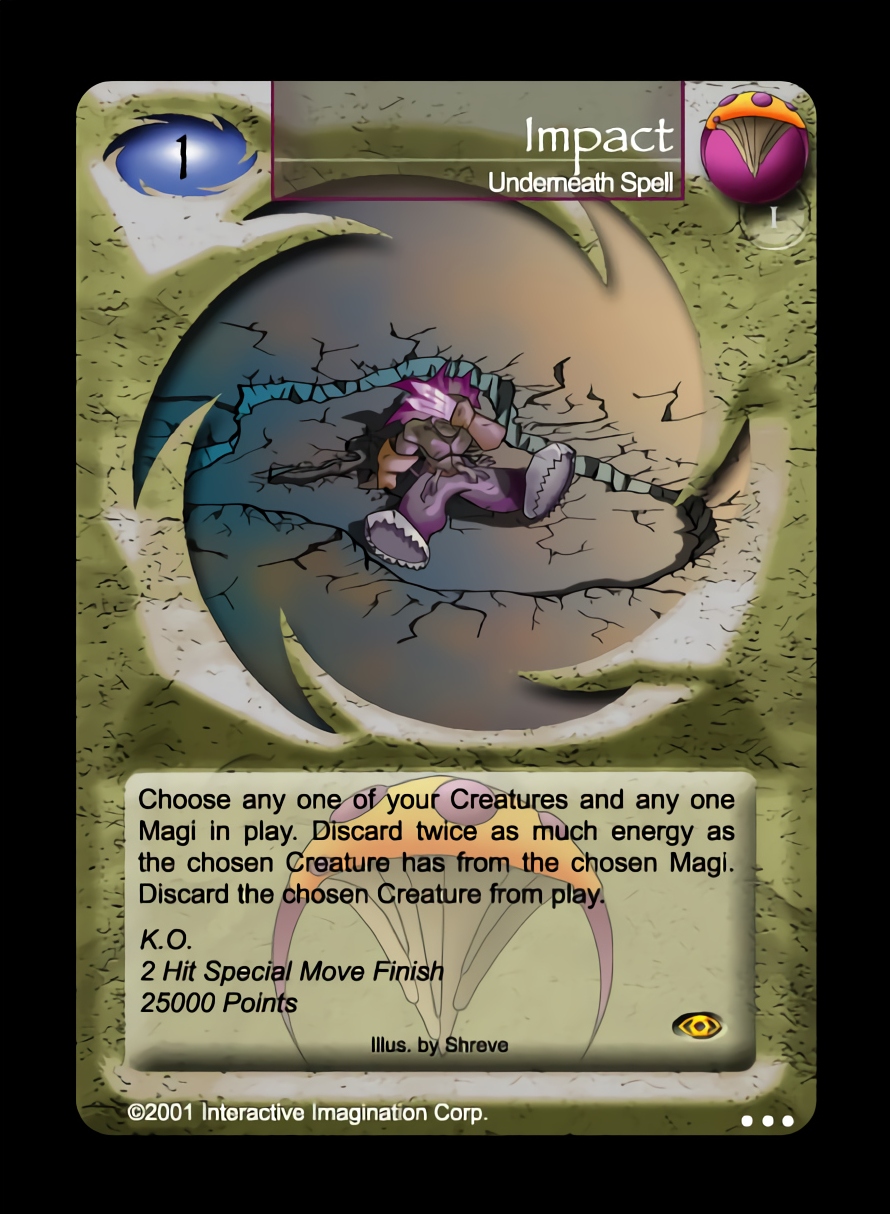 1
Impact
Underneath Spell
I
Choose any one of your Creatures and any one
Magi in play. Discard twice as much energy as
the chosen Creature has from the chosen Magi.
Discard the chosen Creature from play.
K.O.
2 Hit Special Move Finish
25000 Points
Illus. by Shreve
©2001 Interactive Imagination Corp.